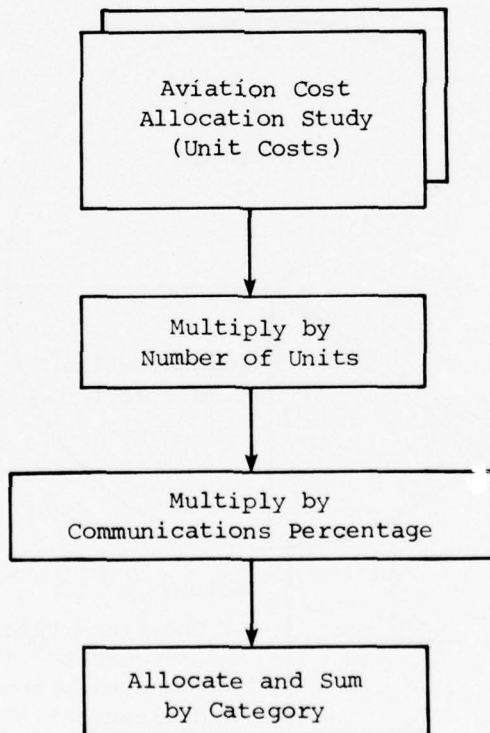 Aviation Cost
Allocation Study
(Unit Costs)
Multiply by
Number of Units
Multiply by
Communications Percentage
Allocate and Sum
by Category